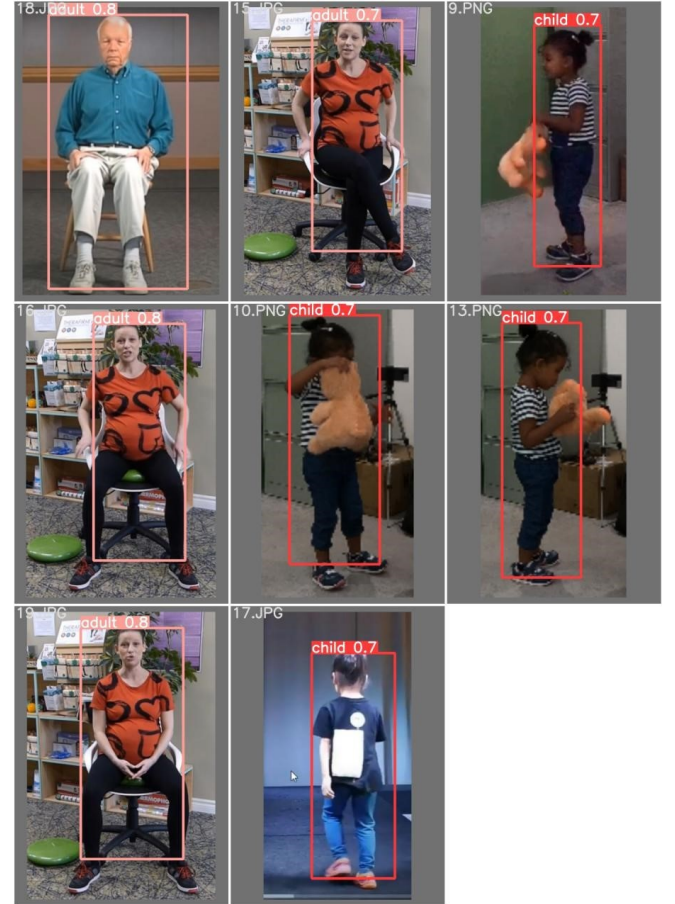 18.JPG
adult 0.8
15.JPG
adult 0.7
9.PNG
child 0.7
16.JPG
adult 0.8
10.PNG
child 0.7
13.PNG
child 0.7
19.JPG
adult 0.8
17.JPG
child 0.7